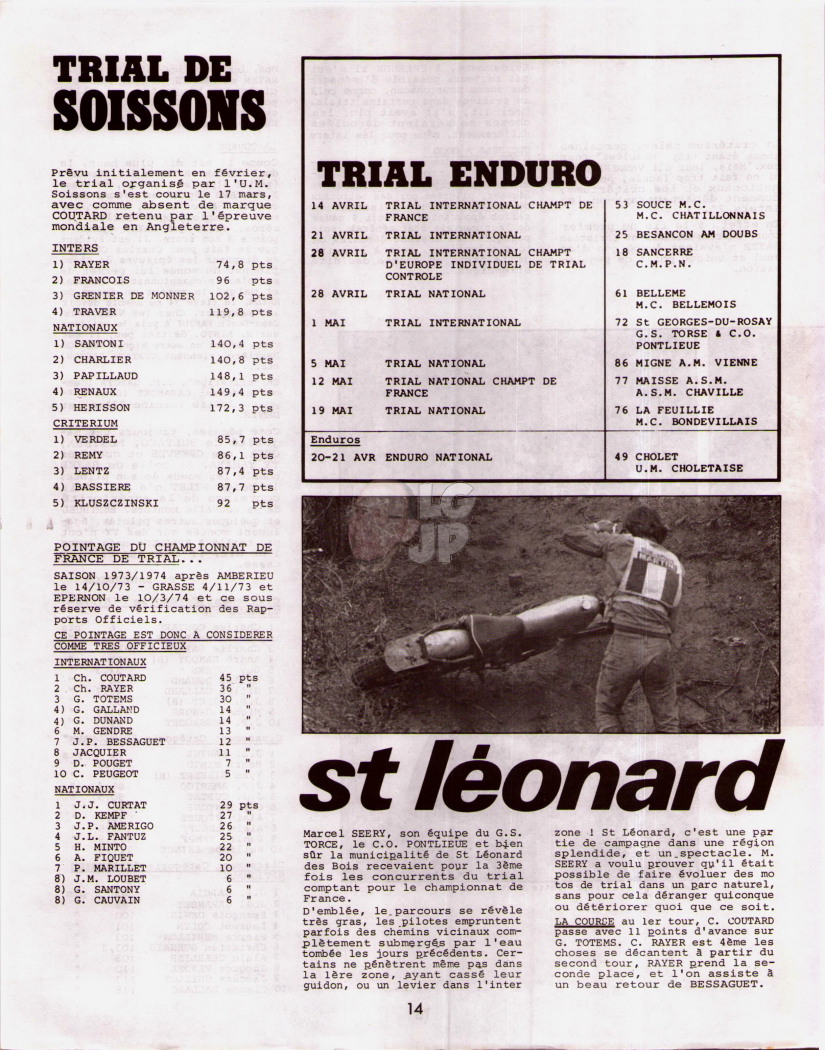 TRIAL DE
SOISSONS
Prévu initialement en février,
le trial organisé par l'U.M.
Soissons s'est couru le 17 mars,
avec comme absent de marque
COUTARD retenu par l'épreuve
mondiale en Angleterre.
INTERS
1) RAYER 74,8 pts
2) FRANCOIS 96 pts
3) GRENIER DE MONNER 102,6 pts
4) TRAVER 119,8 pts
NATIONAUX
1) SANTONI 140,4 pts
2) CHARLIER 140,8 pts
3) PAPILLAUD 148,1 pts
4) RENAUX 149,4 pts
5) HERISSON 172,3 pts
CRITERIUM
1) VERDEL 85,7 pts
2) REMY 86,1 pts
3) LENTZ 87,4 pts
4) BASSIERE 87,7 pts
5) KLUSZCZINSKI 92 pts
POINTAGE DU CHAMPIONNAT DE
FRANCE DE TRIAL...
SAISON 1973/1974 après AMBERIEU
le 14/10/73 - GRASSE 4/11/73 et
EPERNON le 10/3/74 et ce sous
réserve de vérification des Rap-
ports Officiels.
CE POINTAGE EST DONC A CONSIDERER
COMME TRES OFFICIEUX
INTERNATIONAUX
1 Ch. COUTARD 45 pts
2 Ch. RAYER 36 "
3 G. TOTEMS 30 "
4) G. GALLAND 14 "
4) G. DUNAND 14 "
6 M. GENDRE 13 "
7 J.P. BESSAGUET 12 "
8 JACQUIER 11 "
9 D. POUGET 7 "
10 C. PEUGEOT 5 "
NATIONAUX
1 J.J. CURTAT 29 pts
2 D. KEMPF 27 "
3 J.P. AMERIGO 26 "
4 J.L. FANTUZ 25 "
5 H. MINTO 22 "
6 A. FIQUET 20 "
7 P. MARILLET 10 "
8) J.M. LOUBET 6 "
8) G. SANTONY 6 "
8) G. CAUVAIN 6 "
TRIAL ENDURO
14 AVRIL TRIAL INTERNATIONAL CHAMPT DE 53 SOUCE M.C.
FRANCE M.C. CHATILLONNAIS
21 AVRIL TRIAL INTERNATIONAL 25 BESANCON AM DOUBS
28 AVRIL TRIAL INTERNATIONAL CHAMPT 18 SANCERRE
D'EUROPE INDIVIDUEL DE TRIAL C.M.P.N.
CONTROLE
28 AVRIL TRIAL NATIONAL 61 BELLEME
M.C. BELLEMOIS
1 MAI TRIAL INTERNATIONAL 72 St GEORGES-DU-ROSAY
G.S. TORSE & C.O.
PONTLIEUE
5 MAI TRIAL NATIONAL 86 MIGNE A.M. VIENNE
12 MAI TRIAL NATIONAL CHAMPT DE 77 MAISSE A.S.M.
FRANCE A.S.M. CHAVILLE
19 MAI TRIAL NATIONAL 76 LA FEUILLIE
M.C. BONDEVILLAIS
Enduros
20-21 AVR ENDURO NATIONAL 49 CHOLET
U.M. CHOLETAISE
LG
JP
MARTINI
st léonard
Marcel SEERY, son équipe du G.S.
TORCE, le C.O. PONTLIEUE et bien
sûr la municipalité de St Léonard
des Bois recevaient pour la 3ème
fois les concurrents du trial
comptant pour le championnat de
France.
D'emblée, le parcours se révèle
très gras, les pilotes empruntent
parfois des chemins vicinaux com-
plètement submergés par l'eau
tombée les jours précédents. Cer-
tains ne pénètrent même pas dans
la 1ère zone, ayant cassé leur
guidon, ou un levier dans l'inter
zone ! St Léonard, c'est une par
tie de campagne dans une région
splendide, et un spectacle. M.
SEERY a voulu prouver qu'il était
possible de faire évoluer des mo
tos de trial dans un parc naturel,
sans pour cela déranger quiconque
ou détériorer quoi que ce soit.
LA COURSE au 1er tour, C. COUTARD
passe avec 11 points d'avance sur
G. TOTEMS. C. RAYER est 4ème les
choses se décantent à partir du
second tour, RAYER prend la se-
conde place, et l'on assiste à
un beau retour de BESSAGUET.
14